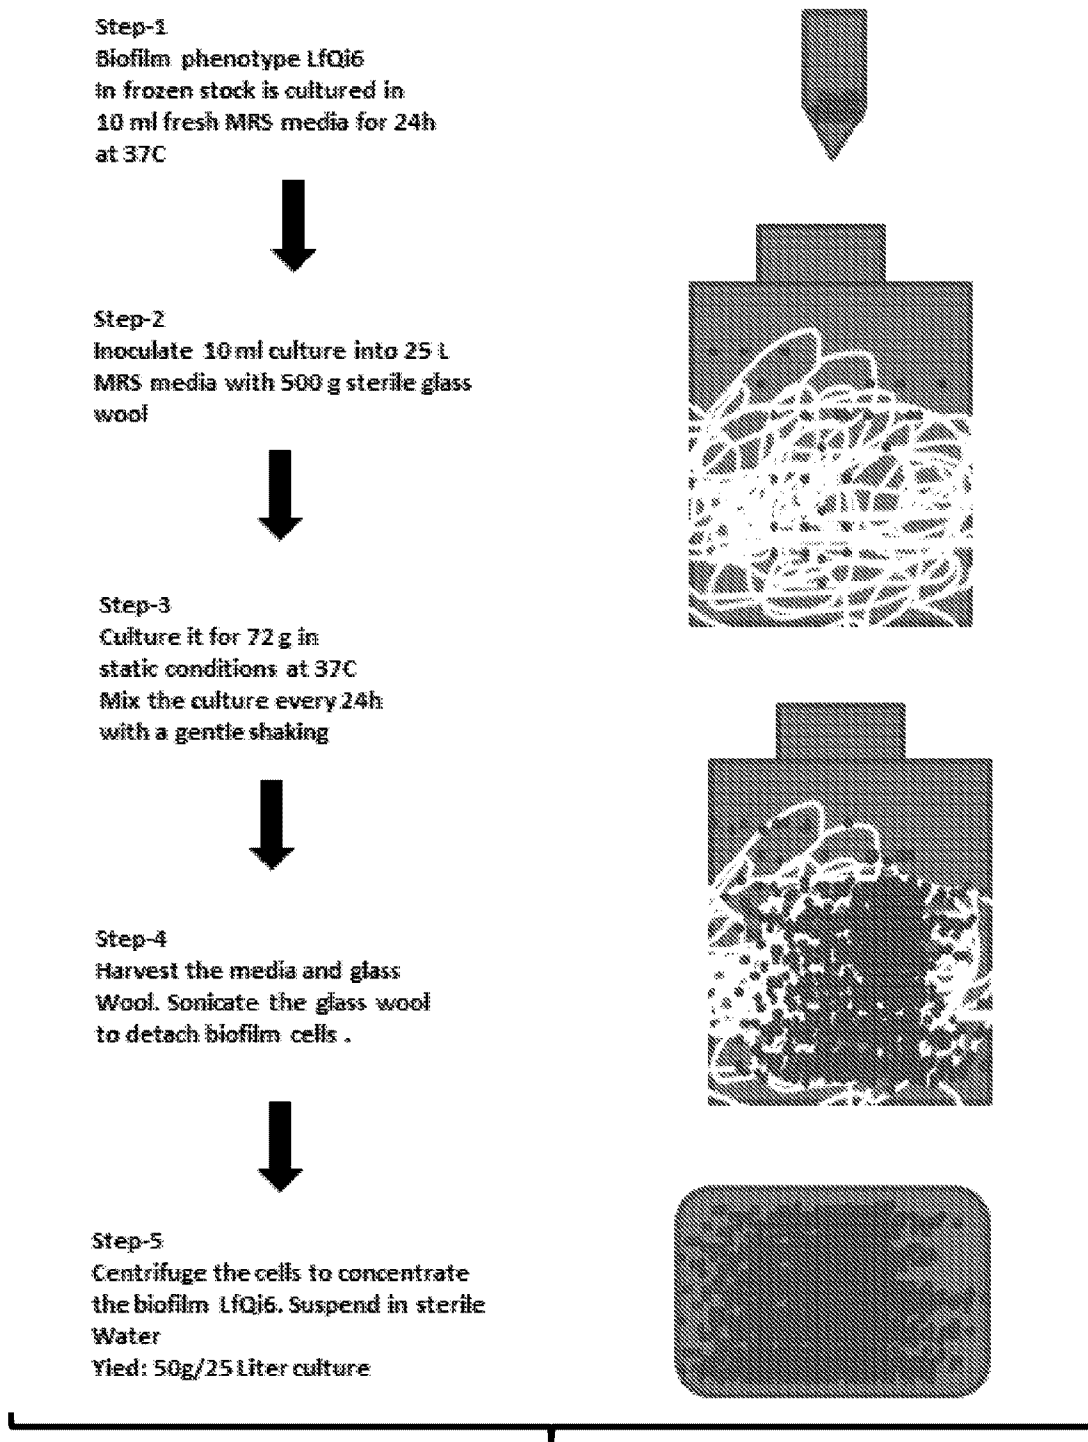 Step-1
Biofilm phenotype LfQi6
In frozen stock is cultured in
10 ml fresh MRS media for 24h
at 37C
Step-2
Inoculate 10 ml culture into 25 L
MRS media with 500 g sterile glass
wool
Step-3
Culture it for 72 g in
static conditions at 37C
Mix the culture every 24h
with a gentle shaking
Step-4
Harvest the media and glass
Wool. Sonicate the glass wool
to detach biofilm cells .
Step-5
Centrifuge the cells to concentrate
the biofilm LfQi6. Suspend in sterile
Water
Yied: 50g/25 Liter culture